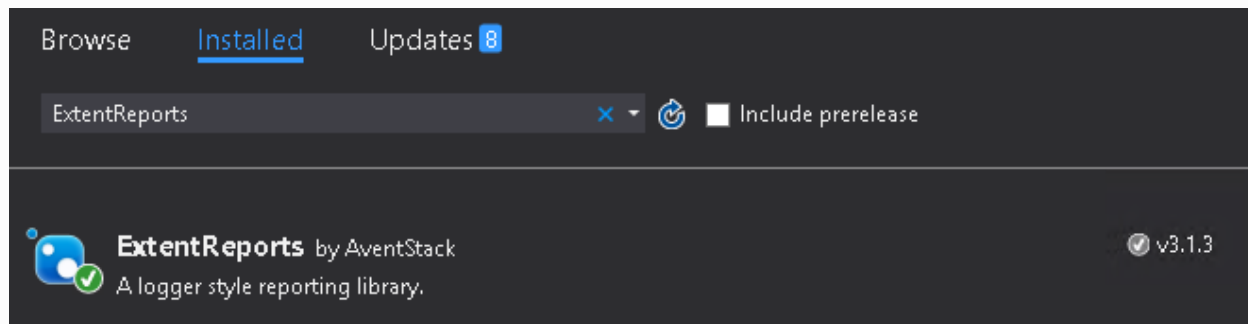 Browse Installed Updates 8
ExtentReports Include prerelease
ExtentReports by AventStack v3.1.3
A logger style reporting library.